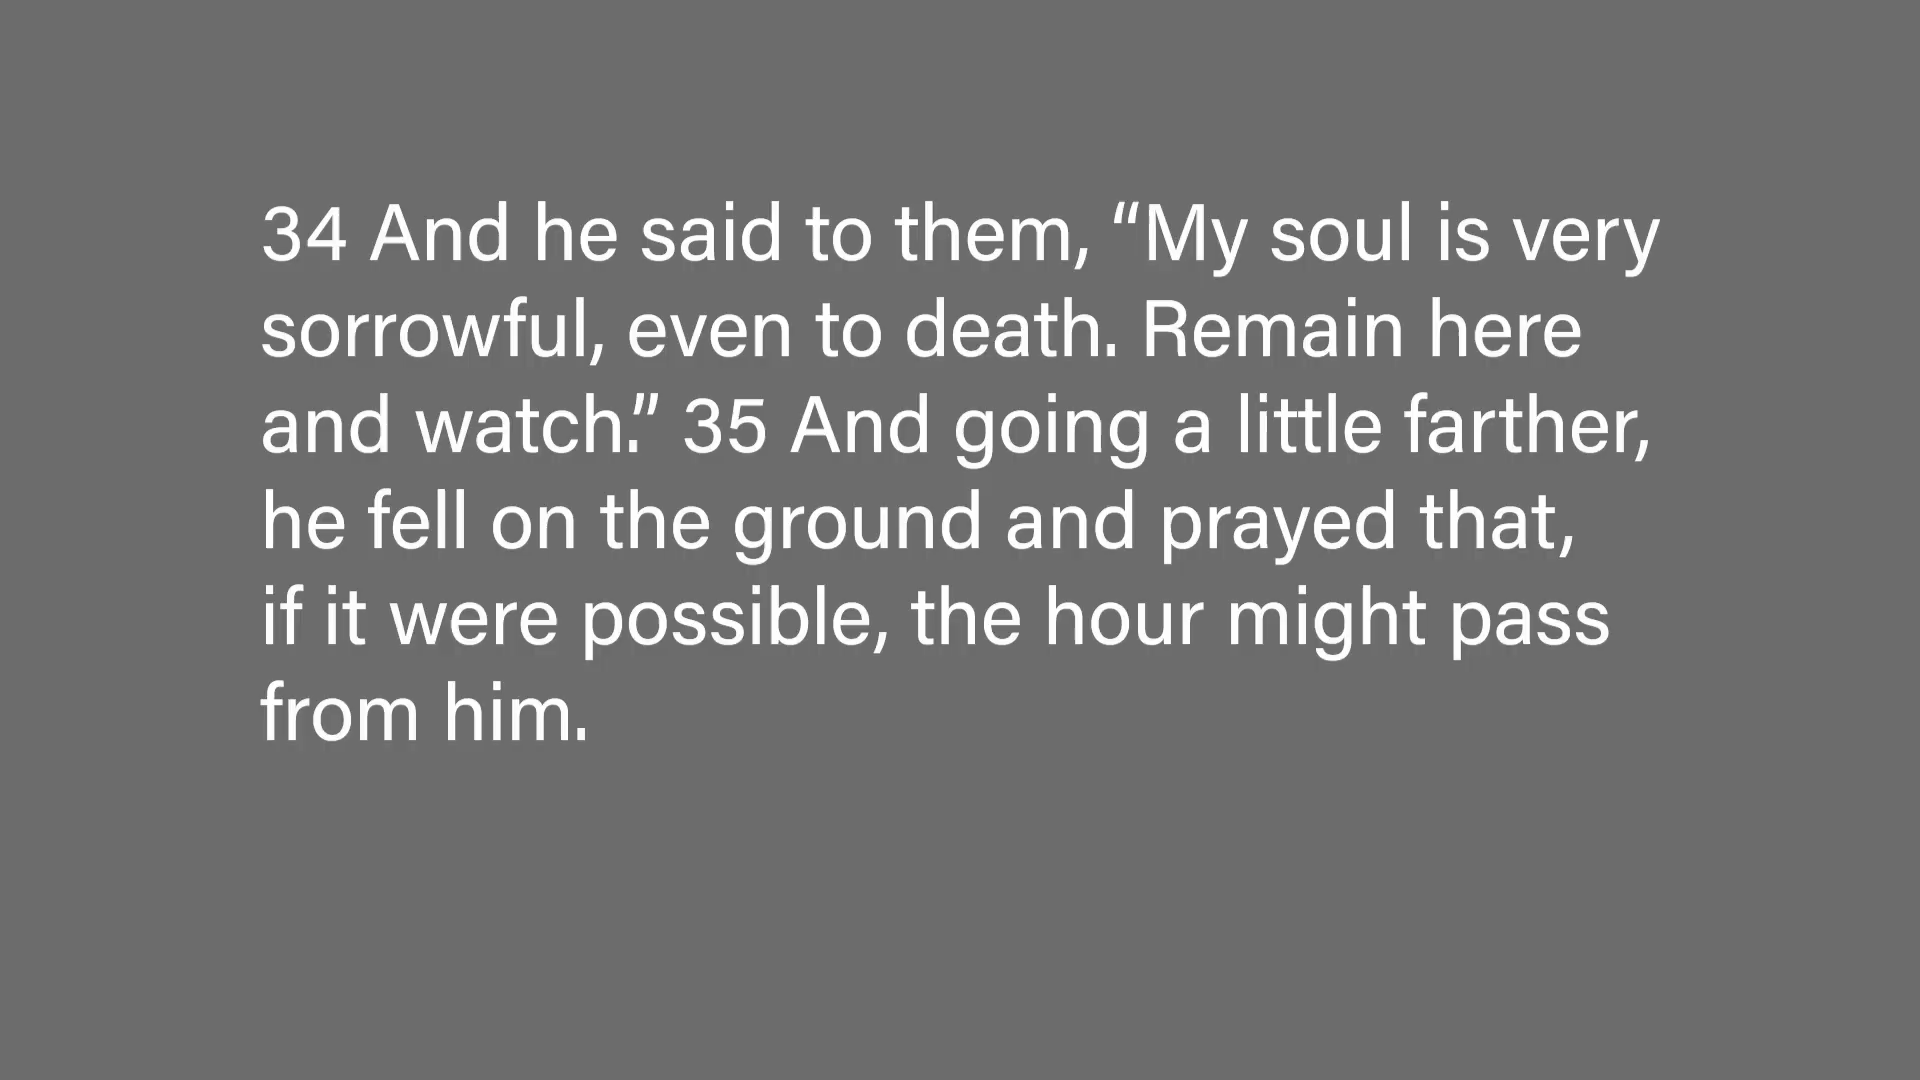 34 And he said to them, “My soul is very
sorrowful, even to death. Remain here
and watch.” 35 And going a little farther,
he fell on the ground and prayed that,
if it were possible, the hour might pass
from him.